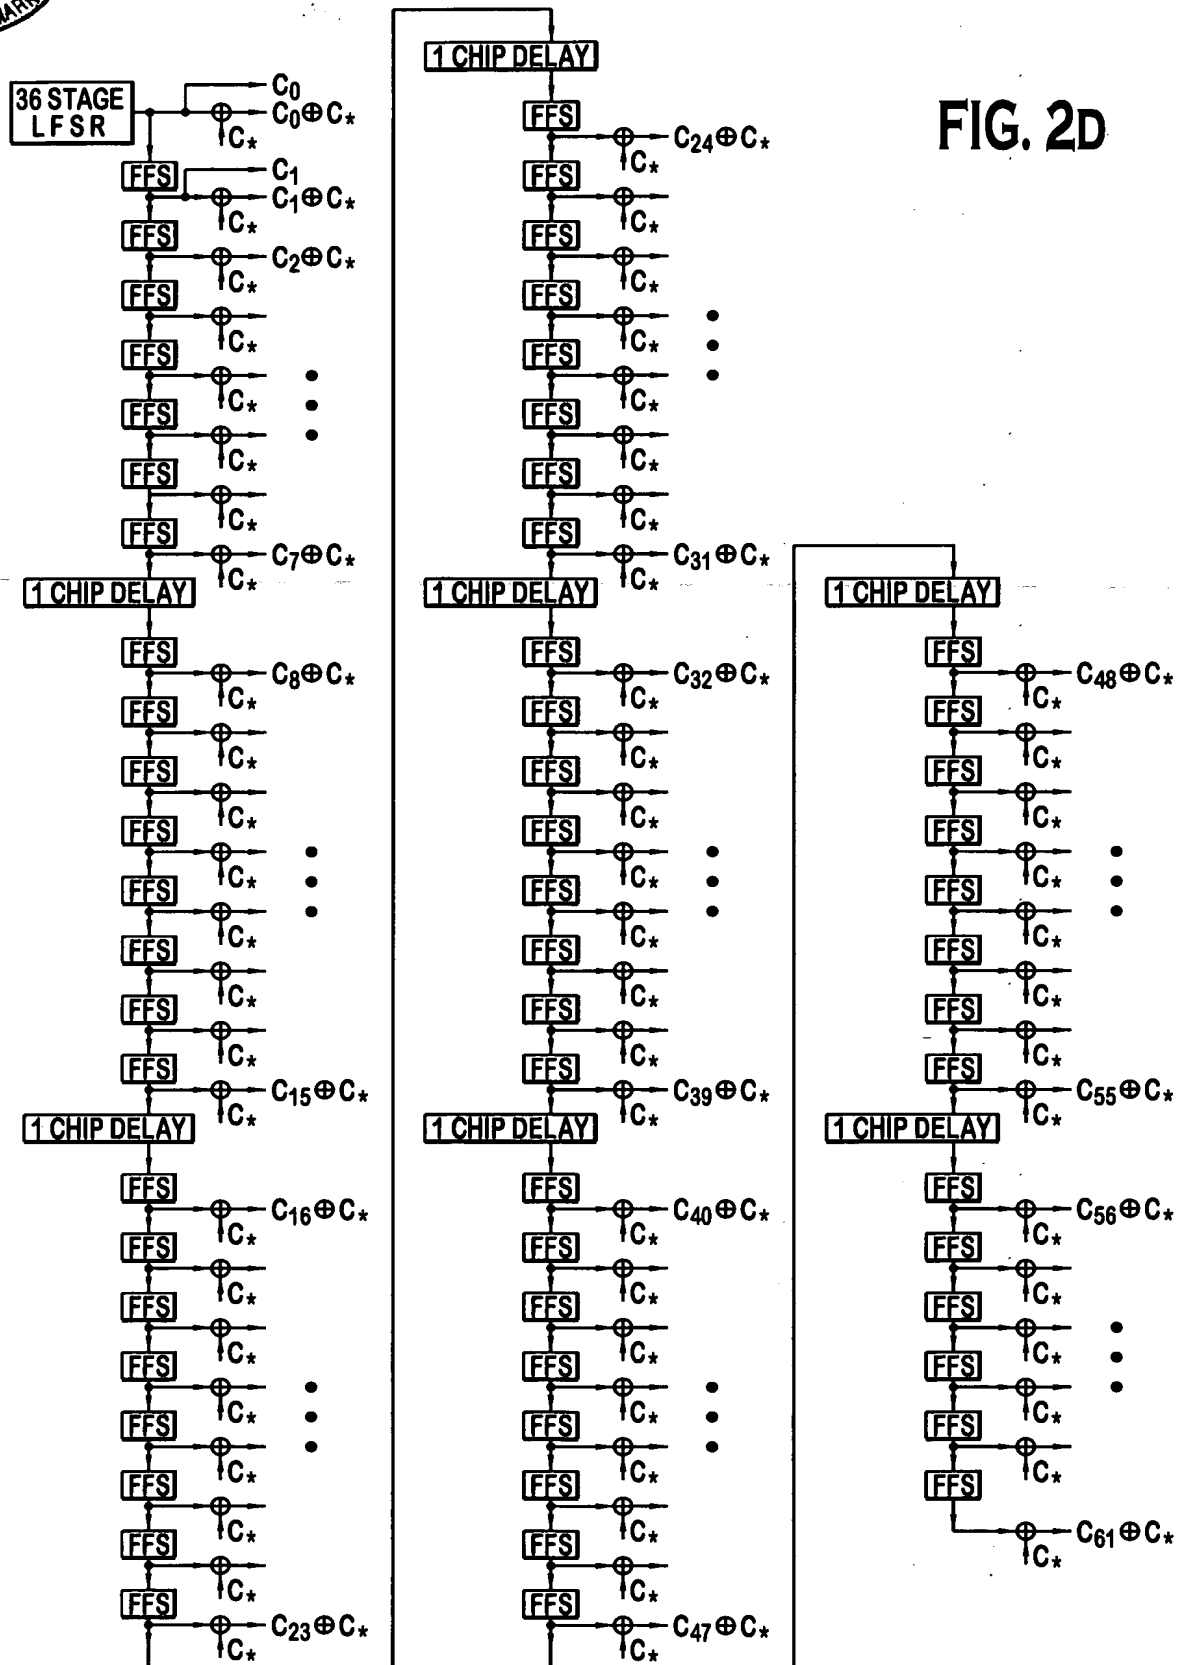 FIG. 2D
36 STAGE
LFSR
C₀
C₀⊕C*
C*
FFS
C₁
C₁⊕C*
C*
FFS
C₂⊕C*
C*
FFS
C*
FFS
C*
FFS
C*
FFS
C*
FFS
C₇⊕C*
C*
1 CHIP DELAY
FFS
C₈⊕C*
C*
FFS
C*
FFS
C*
FFS
C*
FFS
C*
FFS
C*
FFS
C*
FFS
C₁₅⊕C*
C*
1 CHIP DELAY
FFS
C₁₆⊕C*
C*
FFS
C*
FFS
C*
FFS
C*
FFS
C*
FFS
C*
FFS
C*
FFS
C₂₃⊕C*
C*
1 CHIP DELAY
FFS
C₂₄⊕C*
C*
FFS
C*
FFS
C*
FFS
C*
FFS
C*
FFS
C*
FFS
C*
FFS
C₃₁⊕C*
C*
1 CHIP DELAY
FFS
C₃₂⊕C*
C*
FFS
C*
FFS
C*
FFS
C*
FFS
C*
FFS
C*
FFS
C*
FFS
C₃₉⊕C*
C*
1 CHIP DELAY
FFS
C₄₀⊕C*
C*
FFS
C*
FFS
C*
FFS
C*
FFS
C*
FFS
C*
FFS
C*
FFS
C₄₇⊕C*
C*
1 CHIP DELAY
FFS
C₄₈⊕C*
C*
FFS
C*
FFS
C*
FFS
C*
FFS
C*
FFS
C*
FFS
C*
FFS
C₅₅⊕C*
C*
1 CHIP DELAY
FFS
C₅₆⊕C*
C*
FFS
C*
FFS
C*
FFS
C*
FFS
C*
FFS
C₆₁⊕C*
C*